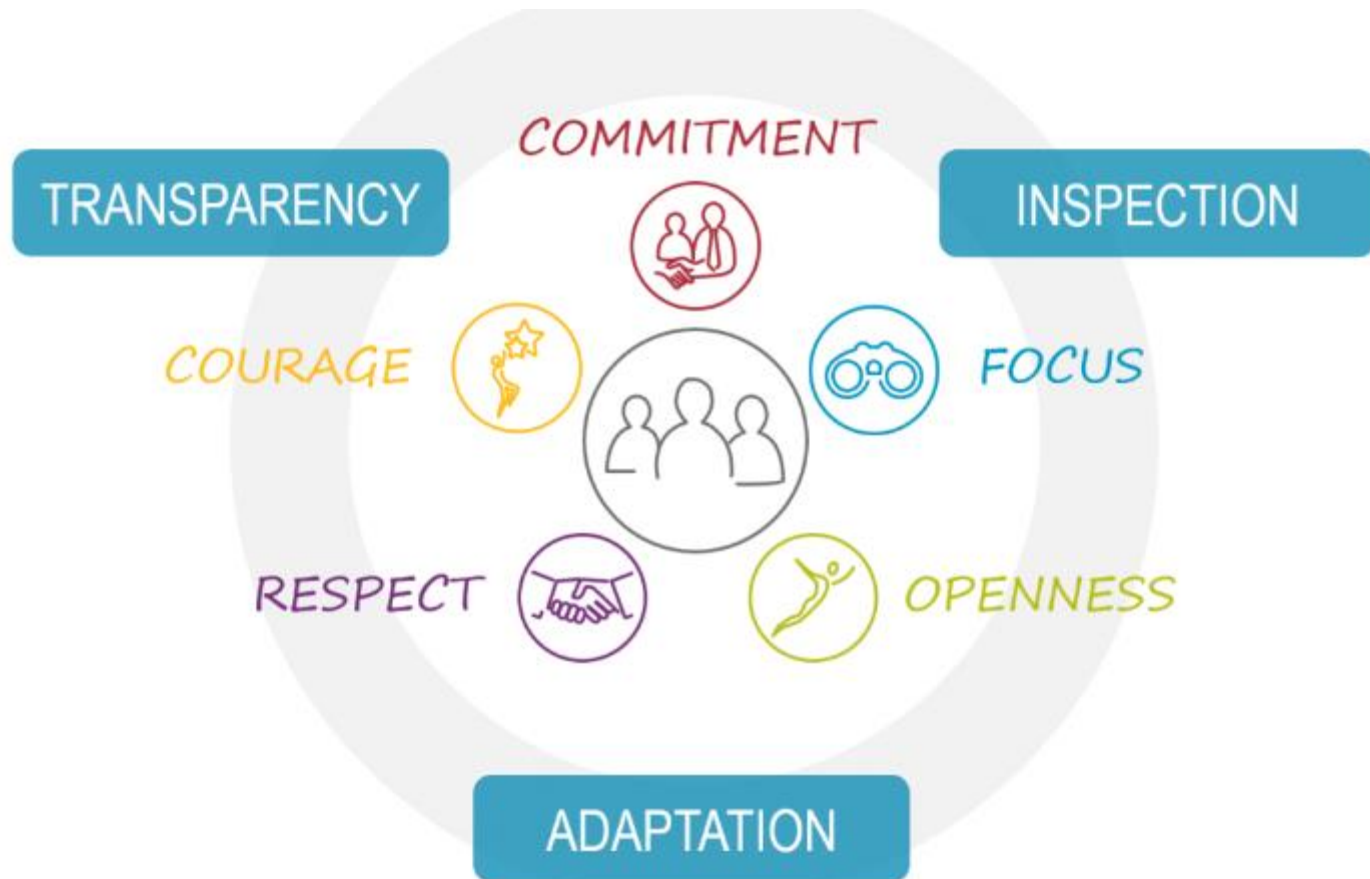 COMMITMENT
TRANSPARENCY
INSPECTION
COURAGE
FOCUS
RESPECT
OPENNESS
ADAPTATION